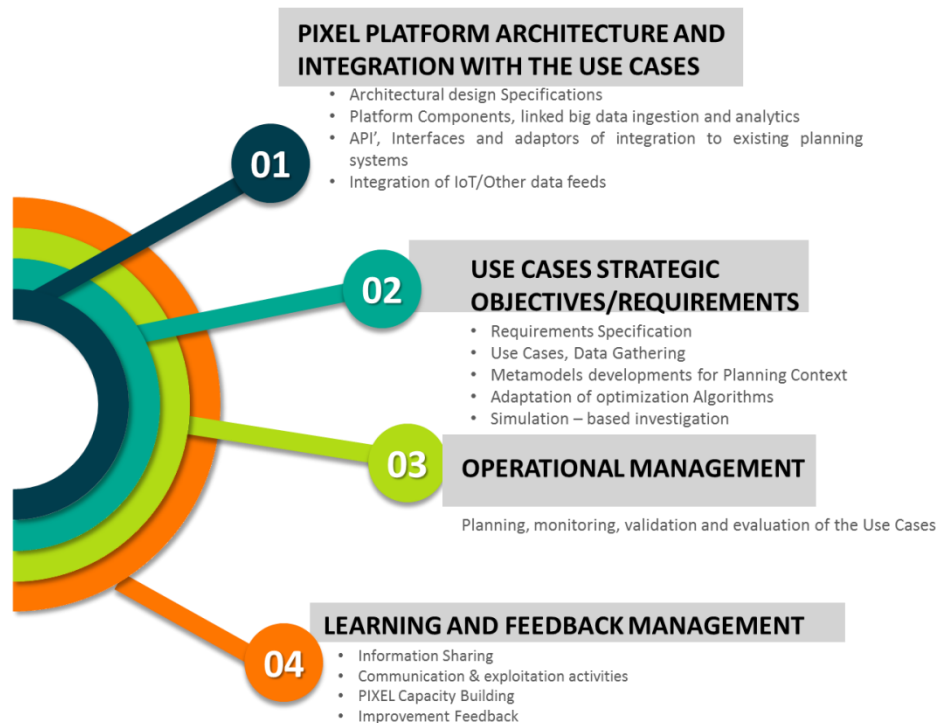 PIXEL PLATFORM ARCHITECTURE AND
INTEGRATION WITH THE USE CASES
• Architectural design Specifications
• Platform Components, linked big data ingestion and analytics
• API', Interfaces and adaptors of integration to existing planning
systems
• Integration of IoT/Other data feeds
01
USE CASES STRATEGIC
OBJECTIVES/REQUIREMENTS
02
• Requirements Specification
• Use Cases, Data Gathering
• Metamodels developments for Planning Context
• Adaptation of optimization Algorithms
• Simulation – based investigation
03
OPERATIONAL MANAGEMENT
Planning, monitoring, validation and evaluation of the Use Cases
LEARNING AND FEEDBACK MANAGEMENT
04
• Information Sharing
• Communication & exploitation activities
• PIXEL Capacity Building
• Improvement Feedback